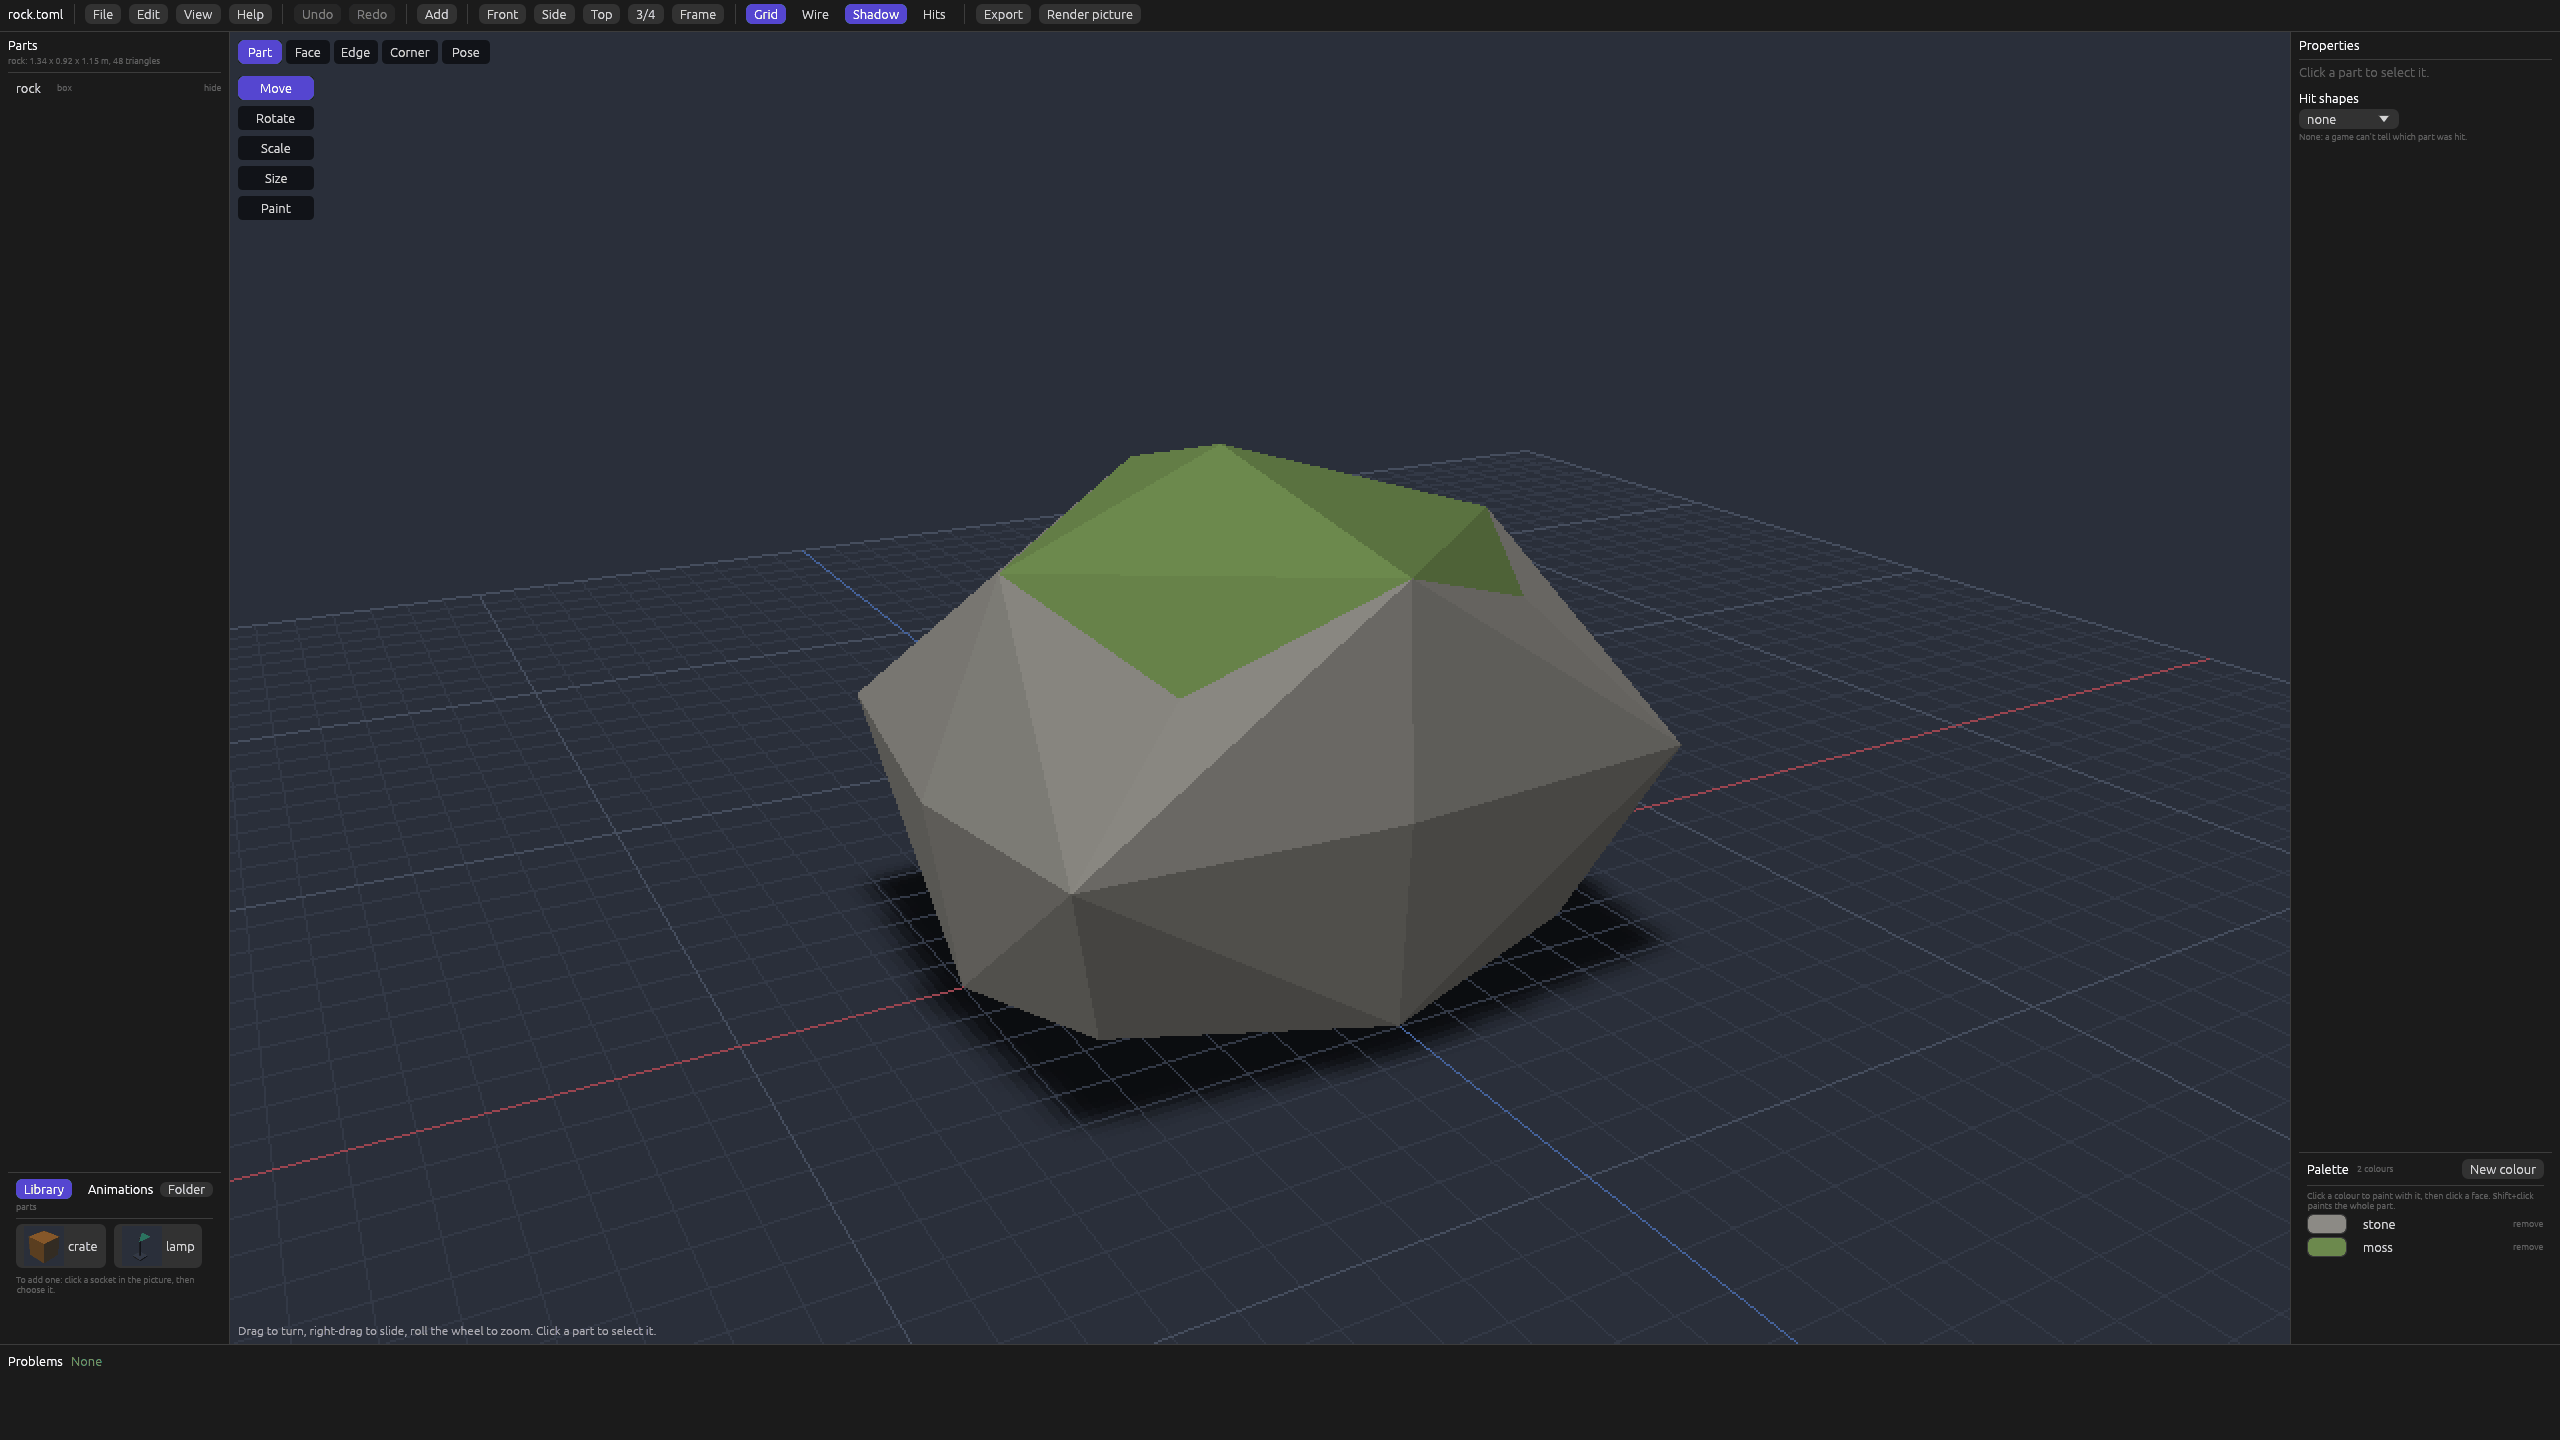 rock.toml File Edit View Help Undo Redo Add Front Side Top 3/4 Frame Grid Wire Shadow Hits Export Render picture
Parts
rock: 1.34 x 0.92 x 1.15 m, 48 triangles
rock box hide
Part Face Edge Corner Pose
Move
Rotate
Scale
Size
Paint
Properties
Click a part to select it.
Hit shapes
none
None: a game can't tell which part was hit.
Library Animations Folder
parts
crate lamp
To add one: click a socket in the picture, then
choose it.
Palette 2 colours New colour
Click a colour to paint with it, then click a face. Shift+click
paints the whole part.
stone remove
moss remove
Drag to turn, right-drag to slide, roll the wheel to zoom. Click a part to select it.
Problems None